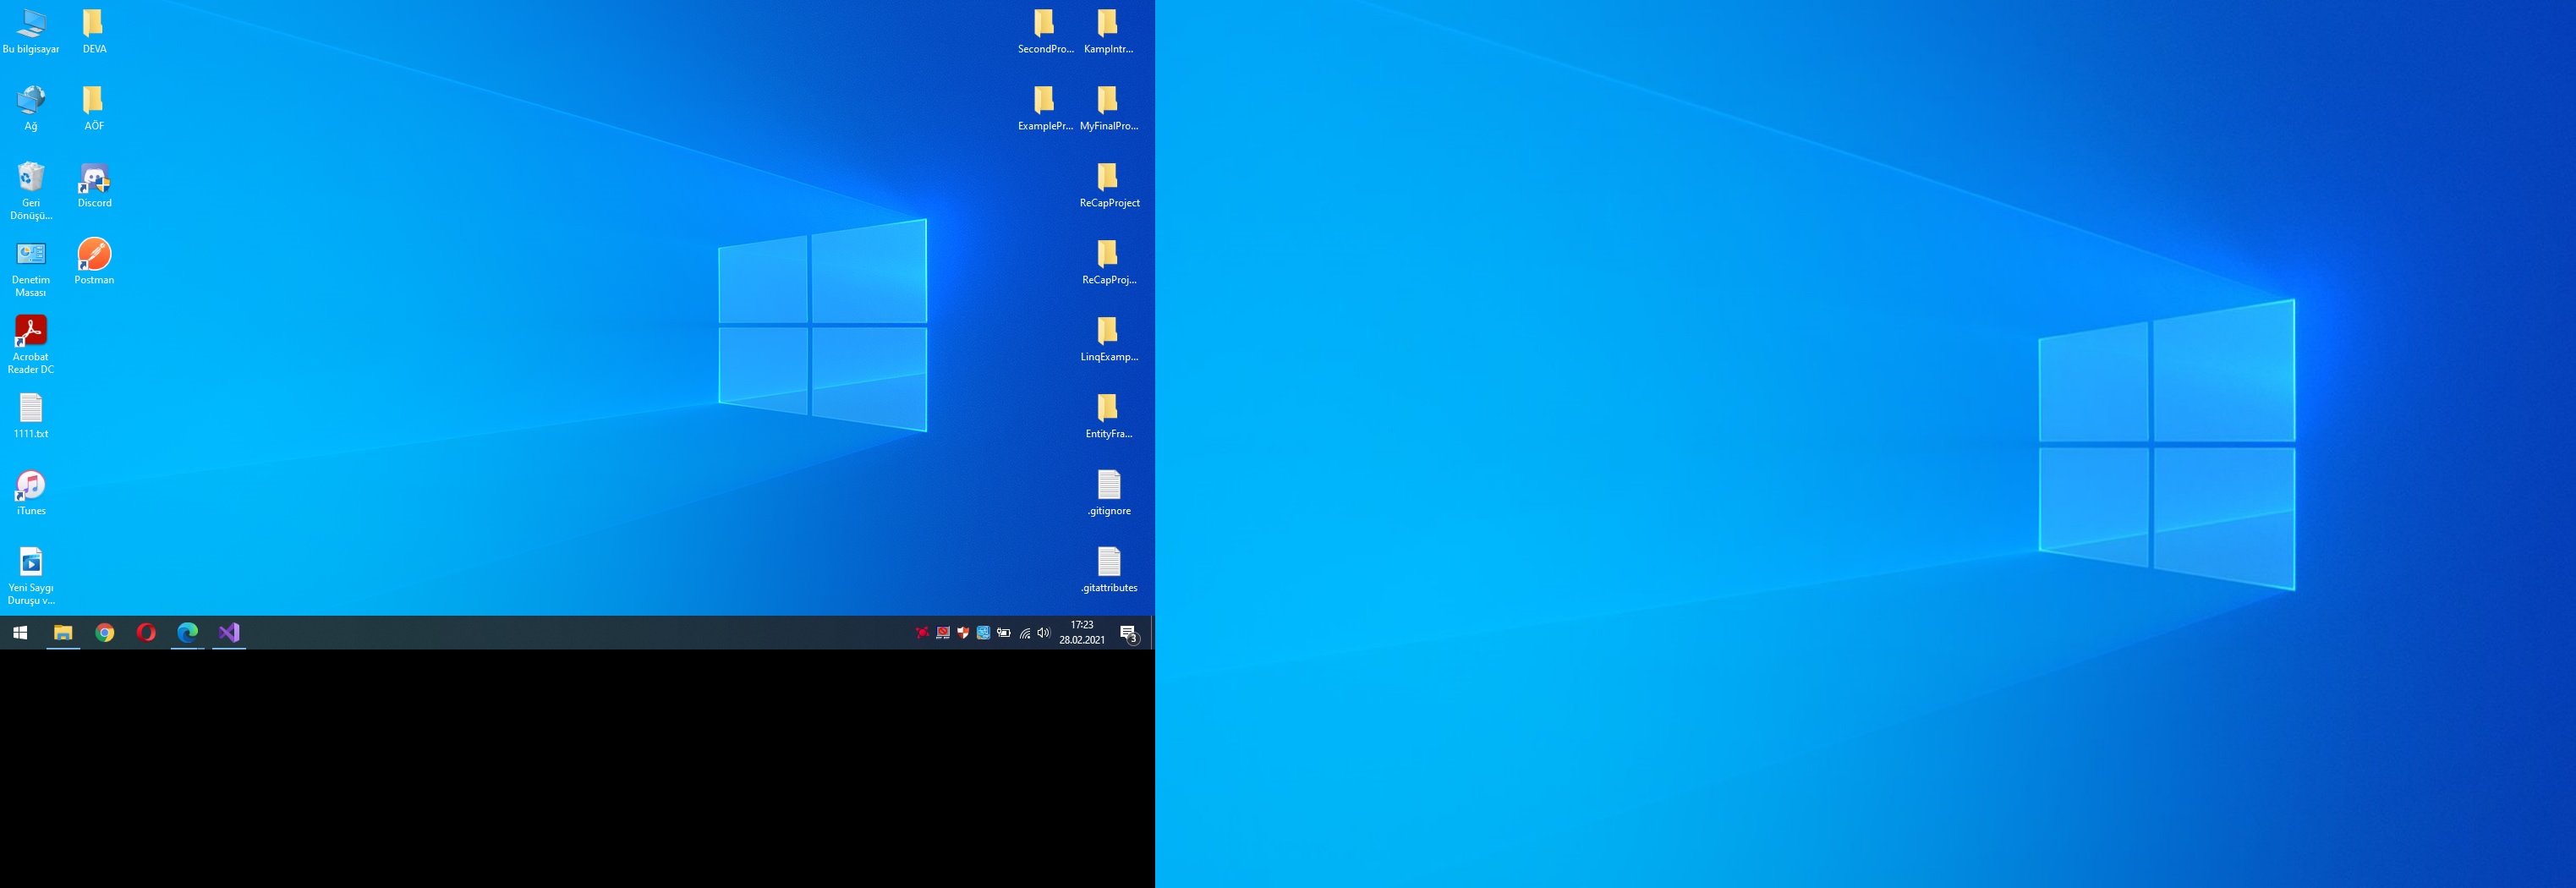 Bu bilgisayar
DEVA
SecondPro...
KampIntr...
Ağ
AÖF
ExamplePr...
MyFinalPro...
Geri
Dönüşü...
Discord
ReCapProject
Denetim
Masası
Postman
ReCapProj...
Acrobat
Reader DC
LinqExamp...
1111.txt
EntityFra...
iTunes
.gitignore
Yeni Saygı
Duruşu v...
.gitattributes
17:23
28.02.2021
3